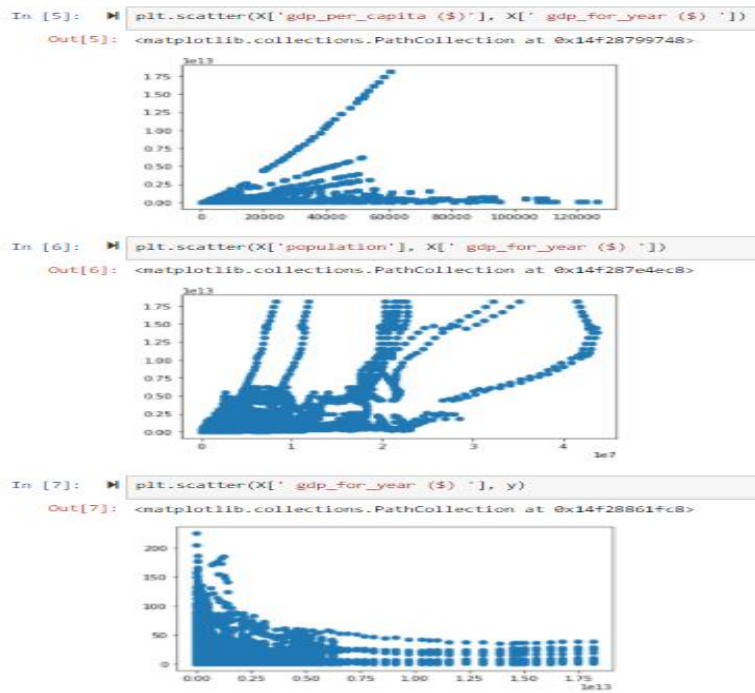 In [5]: plt.scatter(X['gdp_per_capita ($)'], X[' gdp_for_year ($) '])
Out[5]: <matplotlib.collections.PathCollection at 0x14f28799748>
1e13
1.75
1.50
1.25
1.00
0.75
0.50
0.25
0.00
0 20000 40000 60000 80000 100000 120000
In [6]: plt.scatter(X['population'], X[' gdp_for_year ($) '])
Out[6]: <matplotlib.collections.PathCollection at 0x14f287e4ec8>
1e13
1.75
1.50
1.25
1.00
0.75
0.50
0.25
0.00
0 1 2 3 4
1e7
In [7]: plt.scatter(X[' gdp_for_year ($) '], y)
Out[7]: <matplotlib.collections.PathCollection at 0x14f28861fc8>
200
150
100
50
0
0.00 0.25 0.50 0.75 1.00 1.25 1.50 1.75
1e13